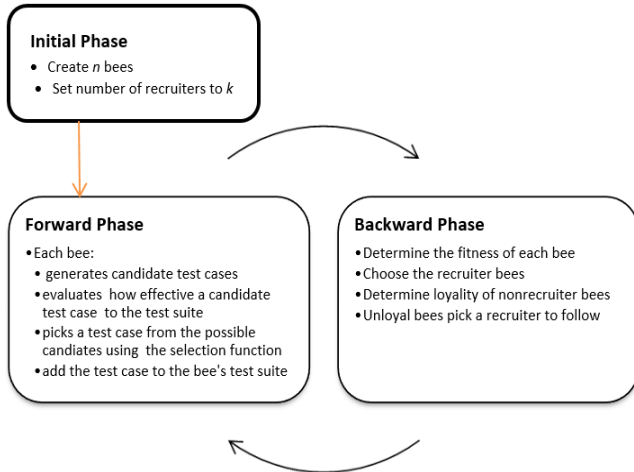 Initial Phase
• Create n bees
• Set number of recruiters to k
Forward Phase
• Each bee:
• generates candidate test cases
• evaluates how effective a candidate
test case to the test suite
• picks a test case from the possible
candiates using the selection function
• add the test case to the bee's test suite
Backward Phase
• Determine the fitness of each bee
• Choose the recruiter bees
• Determine loyality of nonrecruiter bees
• Unloyal bees pick a recruiter to follow